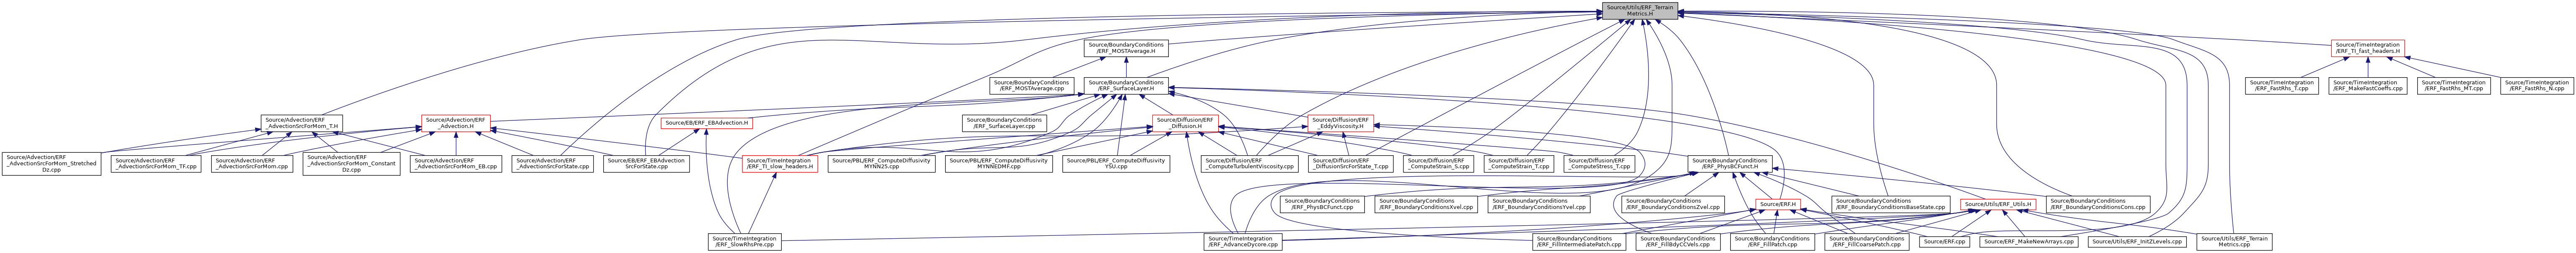 Source/Utils/ERF_Terrain
Metrics.H
Source/BoundaryConditions
/ERF_MOSTAverage.H
Source/TimeIntegration
/ERF_TI_fast_headers.H
Source/BoundaryConditions
/ERF_MOSTAverage.cpp
Source/BoundaryConditions
/ERF_SurfaceLayer.H
Source/TimeIntegration
/ERF_FastRhs_T.cpp
Source/TimeIntegration
/ERF_MakeFastCoeffs.cpp
Source/TimeIntegration
/ERF_FastRhs_MT.cpp
Source/TimeIntegration
/ERF_FastRhs_N.cpp
Source/Advection/ERF
_AdvectionSrcForMom_T.H
Source/Advection/ERF
_Advection.H
Source/EB/ERF_EBAdvection.H
Source/BoundaryConditions
/ERF_SurfaceLayer.cpp
Source/Diffusion/ERF
_Diffusion.H
Source/Diffusion/ERF
_EddyViscosity.H
Source/Advection/ERF
_AdvectionSrcForMom_Stretched
Dz.cpp
Source/Advection/ERF
_AdvectionSrcForMom_TF.cpp
Source/Advection/ERF
_AdvectionSrcForMom.cpp
Source/Advection/ERF
_AdvectionSrcForMom_Constant
Dz.cpp
Source/Advection/ERF
_AdvectionSrcForMom_EB.cpp
Source/Advection/ERF
_AdvectionSrcForState.cpp
Source/EB/ERF_EBAdvection
SrcForState.cpp
Source/TimeIntegration
/ERF_TI_slow_headers.H
Source/PBL/ERF_ComputeDiffusivity
MYNN25.cpp
Source/PBL/ERF_ComputeDiffusivity
MYNNEDMF.cpp
Source/PBL/ERF_ComputeDiffusivity
YSU.cpp
Source/Diffusion/ERF
_ComputeTurbulentViscosity.cpp
Source/Diffusion/ERF
_DiffusionSrcForState_T.cpp
Source/Diffusion/ERF
_ComputeStrain_S.cpp
Source/Diffusion/ERF
_ComputeStrain_T.cpp
Source/Diffusion/ERF
_ComputeStress_T.cpp
Source/BoundaryConditions
/ERF_PhysBCFunct.H
Source/BoundaryConditions
/ERF_PhysBCFunct.cpp
Source/BoundaryConditions
/ERF_BoundaryConditionsXvel.cpp
Source/BoundaryConditions
/ERF_BoundaryConditionsYvel.cpp
Source/BoundaryConditions
/ERF_BoundaryConditionsZvel.cpp
Source/ERF.H
Source/BoundaryConditions
/ERF_BoundaryConditionsBaseState.cpp
Source/Utils/ERF_Utils.H
Source/BoundaryConditions
/ERF_BoundaryConditionsCons.cpp
Source/TimeIntegration
/ERF_SlowRhsPre.cpp
Source/TimeIntegration
/ERF_AdvanceDycore.cpp
Source/BoundaryConditions
/ERF_FillIntermediatePatch.cpp
Source/BoundaryConditions
/ERF_FillBdyCCVels.cpp
Source/BoundaryConditions
/ERF_FillPatch.cpp
Source/BoundaryConditions
/ERF_FillCoarsePatch.cpp
Source/ERF.cpp
Source/ERF_MakeNewArrays.cpp
Source/Utils/ERF_InitZLevels.cpp
Source/Utils/ERF_Terrain
Metrics.cpp